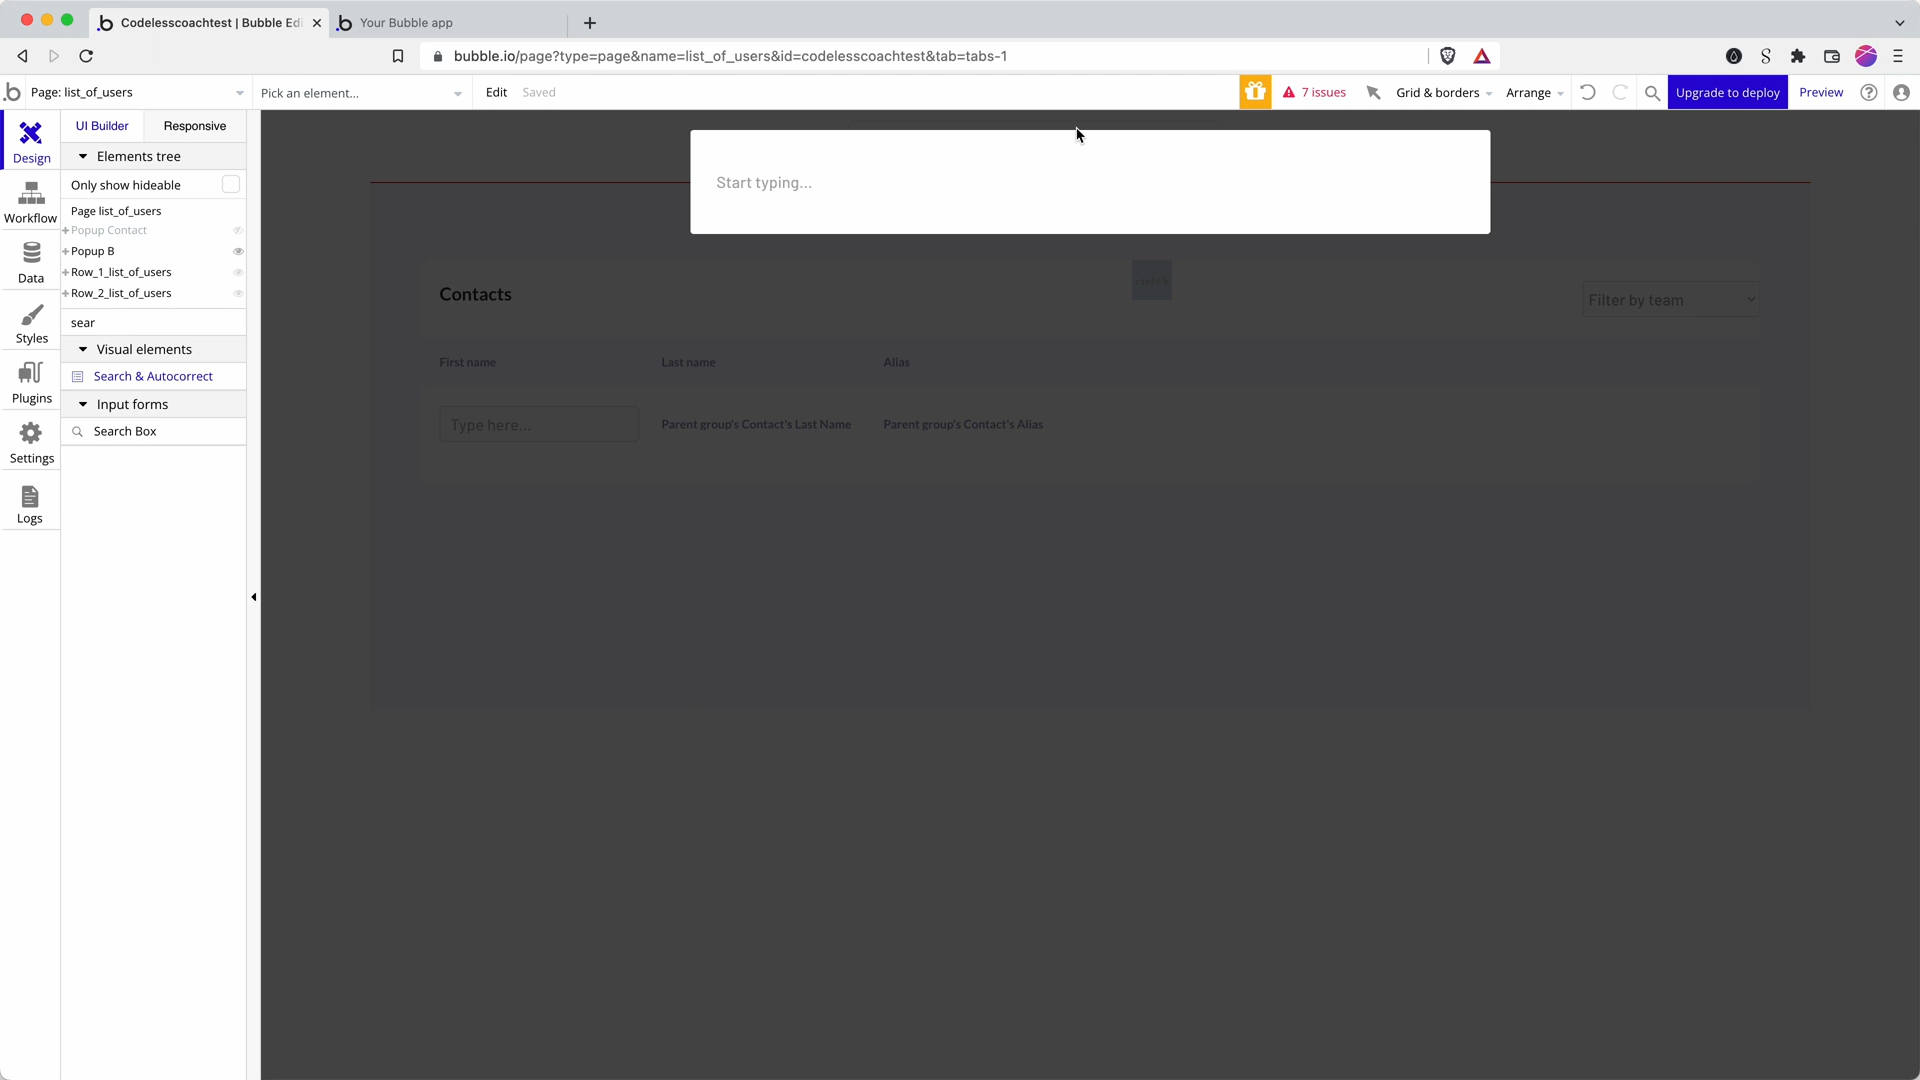 Codelesscoachtest | Bubble Edi
Your Bubble app
bubble.io/page?type=page&name=list_of_users&id=codelesscoachtest&tab=tabs-1
Page: list_of_users
Pick an element...
Edit
Saved
7 issues
Grid & borders
Arrange
Upgrade to deploy
Preview
Design
Workflow
Data
Styles
Plugins
Settings
Logs
UI Builder
Responsive
Elements tree
Only show hideable
Page list_of_users
Popup Contact
Popup B
Row_1_list_of_users
Row_2_list_of_users
sear
Visual elements
Search & Autocorrect
Input forms
Search Box
Start typing...
Contacts
Filter by team
First name
Last name
Alias
Type here...
Parent group's Contact's Last Name
Parent group's Contact's Alias